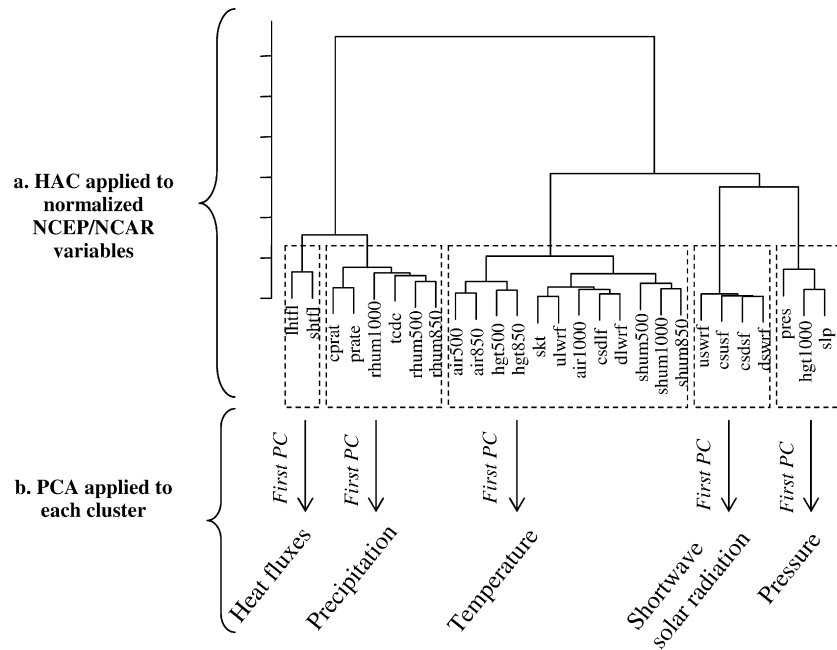 a. HAC applied to
normalized
NCEP/NCAR
variables
lhtfl
shtfl
cprat
prate
rhum1000
tcdc
rhum500
rhum850
air500
air850
hgt500
hgt850
skt
ulwrf
air1000
csdlf
dlwrf
shum500
shum1000
shum850
uswrf
csusf
csdsf
dswrf
pres
hgt1000
slp
b. PCA applied to
each cluster
First PC
First PC
First PC
First PC
First PC
Heat fluxes
Precipitation
Temperature
Shortwave
solar radiation
Pressure